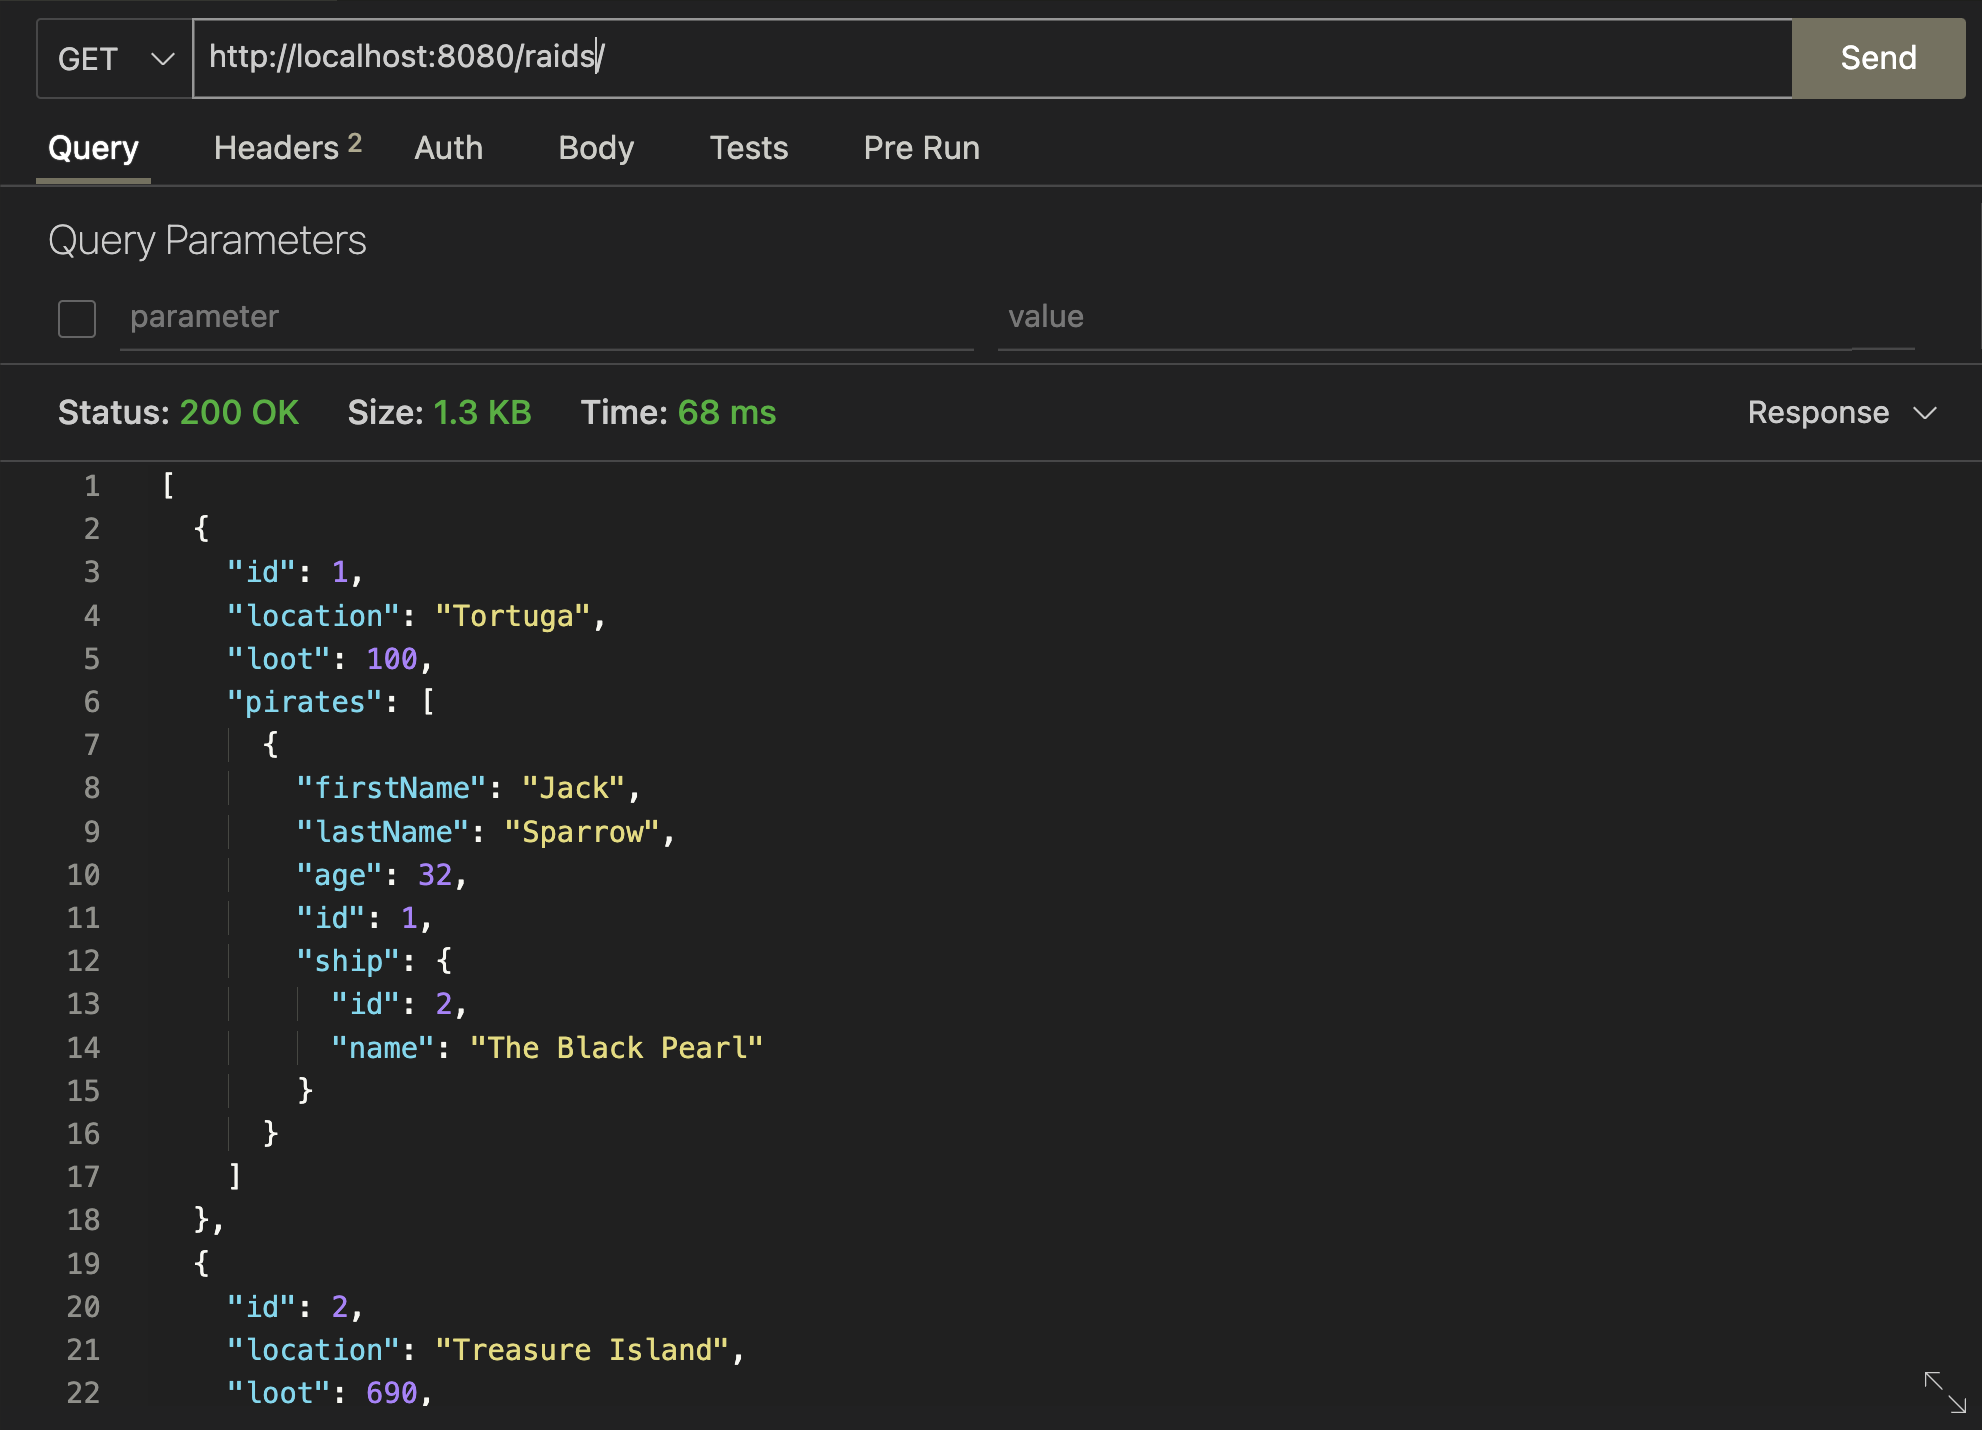 GET http://localhost:8080/raids/ Send
Query Headers 2 Auth Body Tests Pre Run
Query Parameters
parameter value
Status: 200 OK Size: 1.3 KB Time: 68 ms Response
1 [
2 {
3 "id": 1,
4 "location": "Tortuga",
5 "loot": 100,
6 "pirates": [
7 {
8 "firstName": "Jack",
9 "lastName": "Sparrow",
10 "age": 32,
11 "id": 1,
12 "ship": {
13 "id": 2,
14 "name": "The Black Pearl"
15 }
16 }
17 ]
18 },
19 {
20 "id": 2,
21 "location": "Treasure Island",
22 "loot": 690,